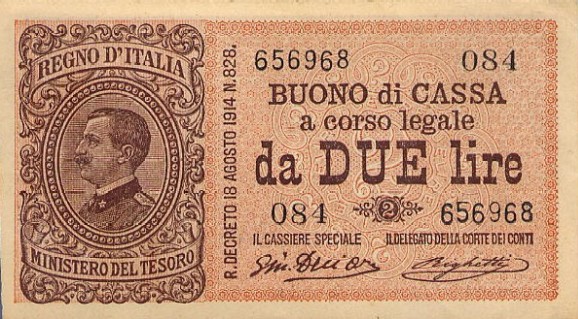 REGNO D'ITALIA
MINISTERO DEL TESORO
R. DECRETO 18 AGOSTO 1914 N. 828.
656968 084
BUONO di CASSA
a corso legale
da DUE lire
084 2 656968
IL CASSIERE SPECIALE IL DELEGATO DELLA CORTE DEI CONTI
Righetti